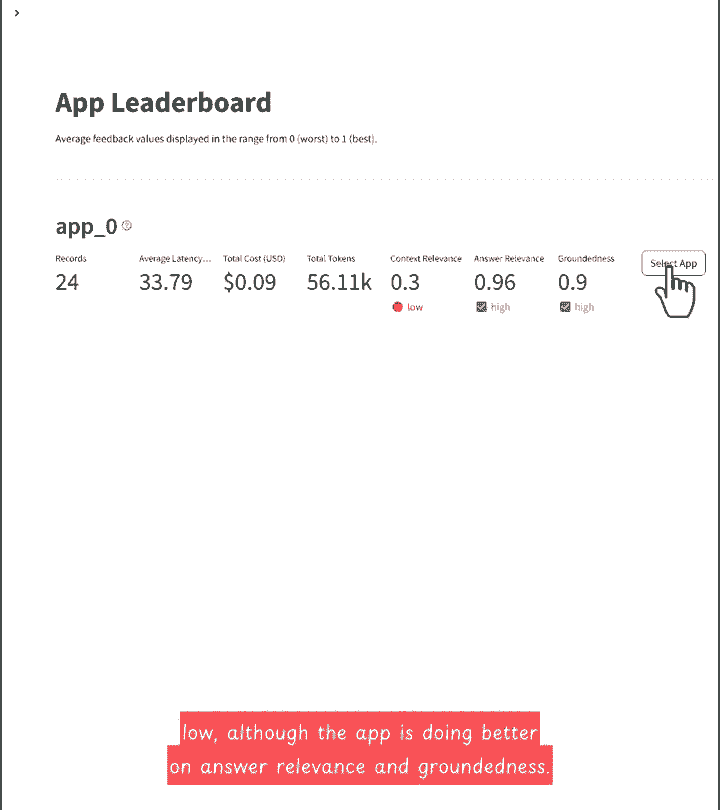 App Leaderboard
Average feedback values displayed in the range from 0 (worst) to 1 (best).
app_0
Records
Average Latency...
Total Cost (USD)
Total Tokens
Context Relevance
Answer Relevance
Groundedness
Select App
24
33.79
$0.09
56.11k
0.3
0.96
0.9
low
high
high
low, although the app is doing better
on answer relevance and groundedness.